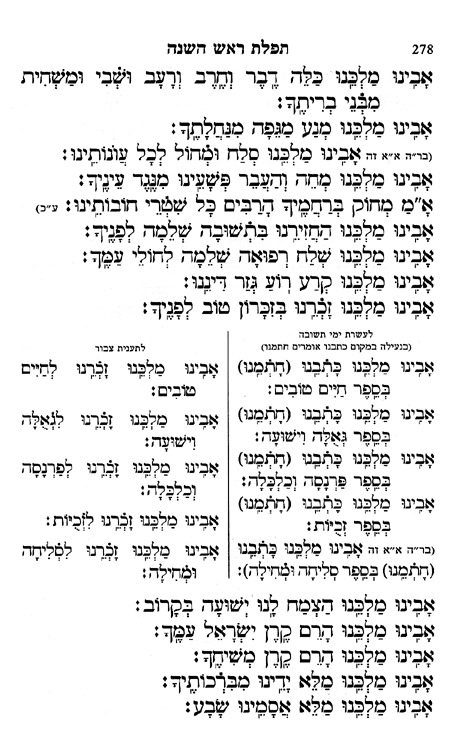 תפלת ראש השנה 278
אָבִינוּ מַלְכֵּנוּ כַּלֵּה דֶּבֶר וְחֶרֶב וְרָעָב וּשְׁבִי וּמַשְׁחִית
מִבְּנֵי בְרִיתֶךָ:
אָבִינוּ מַלְכֵּנוּ מְנַע מַגֵּפָה מִנַּחֲלָתֶךָ:
(בר״ה א״א זה אָבִינוּ מַלְכֵּנוּ סְלַח וּמְחוֹל לְכָל עֲוֹנוֹתֵינוּ:
אָבִינוּ מַלְכֵּנוּ מְחֵה וְהַעֲבֵר פְּשָׁעֵינוּ מִנֶּגֶד עֵינֶיךָ:
א״מ מְחוֹק בְּרַחֲמֶיךָ הָרַבִּים כָּל שִׁטְרֵי חוֹבוֹתֵינוּ: ע״כ)
אָבִינוּ מַלְכֵּנוּ הַחֲזִירֵנוּ בִּתְשׁוּבָה שְׁלֵמָה לְפָנֶיךָ:
אָבִינוּ מַלְכֵּנוּ שְׁלַח רְפוּאָה שְׁלֵמָה לְחוֹלֵי עַמֶּךָ:
אָבִינוּ מַלְכֵּנוּ קְרַע רֽוֹעַ גְּזַר דִּינֵנוּ:
אָבִינוּ מַלְכֵּנוּ זָכְרֵנוּ בְּזִכָּרוֹן טוֹב לְפָנֶיךָ:
לעשרת ימי תשובה
(בנעילה במקום כתבנו אומרים חתמנו)
אָבִינוּ מַלְכֵּנוּ כָּתְבֵנוּ (חָתְמֵנוּ)
בְּסֵפֶר חַיִּים טוֹבִים:
אָבִינוּ מַלְכֵּנוּ כָּתְבֵנוּ (חָתְמֵנוּ)
בְּסֵפֶר גְּאֻלָּה וִישׁוּעָה:
אָבִינוּ מַלְכֵּנוּ כָּתְבֵנוּ (חָתְמֵנוּ)
בְּסֵפֶר פַּרְנָסָה וְכַלְכָּלָה:
אָבִינוּ מַלְכֵּנוּ כָּתְבֵנוּ (חָתְמֵנוּ)
בְּסֵפֶר זְכֻיּוֹת:
(בר״ה א״א זה אָבִינוּ מַלְכֵּנוּ כָּתְבֵנוּ
(חָתְמֵנוּ) בְּסֵפֶר סְלִיחָה וּמְחִילָה):
לתענית צבור
אָבִינוּ מַלְכֵּנוּ זָכְרֵנוּ לְחַיִּים
טוֹבִים:
אָבִינוּ מַלְכֵּנוּ זָכְרֵנוּ לִגְאֻלָּה
וִישׁוּעָה:
אָבִינוּ מַלְכֵּנוּ זָכְרֵנוּ לְפַרְנָסָה
וְכַלְכָּלָה:
אָבִינוּ מַלְכֵּנוּ זָכְרֵנוּ לִזְכֻיּוֹת:
אָבִינוּ מַלְכֵּנוּ זָכְרֵנוּ לִסְלִיחָה
וּמְחִילָה:
אָבִינוּ מַלְכֵּנוּ הַצְמַח לָנוּ יְשׁוּעָה בְּקָרוֹב:
אָבִינוּ מַלְכֵּנוּ הָרֵם קֶרֶן יִשְׂרָאֵל עַמֶּךָ:
אָבִינוּ מַלְכֵּנוּ הָרֵם קֶרֶן מְשִׁיחֶךָ:
אָבִינוּ מַלְכֵּנוּ מַלֵּא יָדֵינוּ מִבִּרְכוֹתֶיךָ:
אָבִינוּ מַלְכֵּנוּ מַלֵּא אֲסָמֵינוּ שָׂבָע: